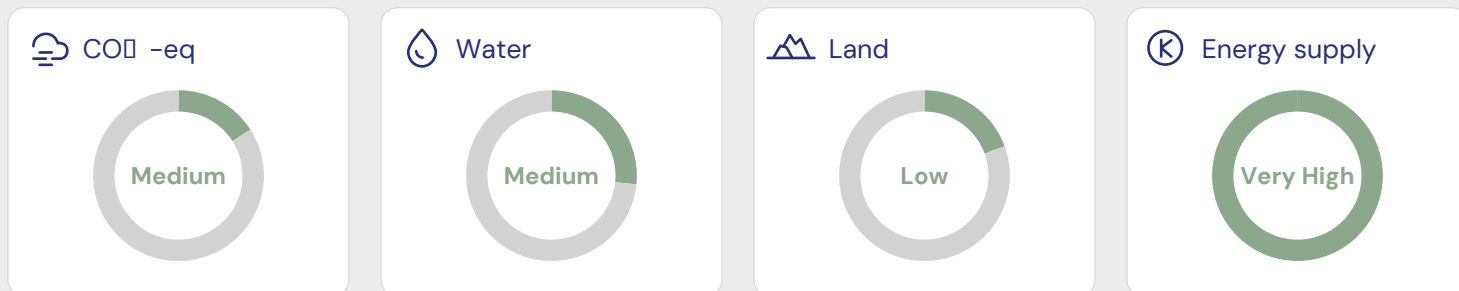 CO▯ -eq
Water
Land
Energy supply
Medium
Medium
Low
Very High